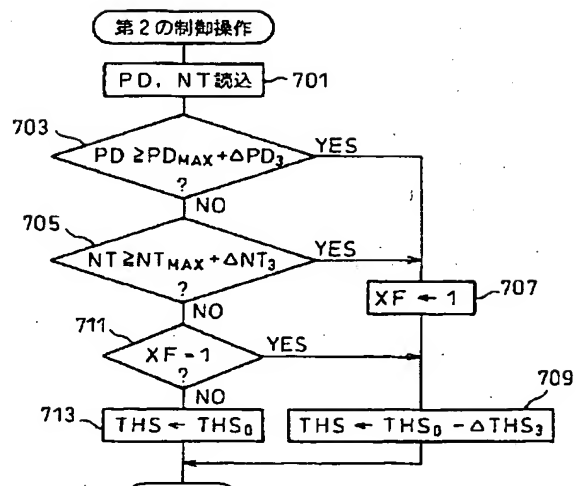 第2の制御操作
PD, NT読込
701
703
PD ≧ PDMAX + ΔPD3
?
YES
NO
705
NT ≧ NTMAX + ΔNT3
?
YES
NO
XF ← 1
707
711
XF = 1
?
YES
NO
709
713
THS ← THS0
THS ← THS0 - ΔTHS3